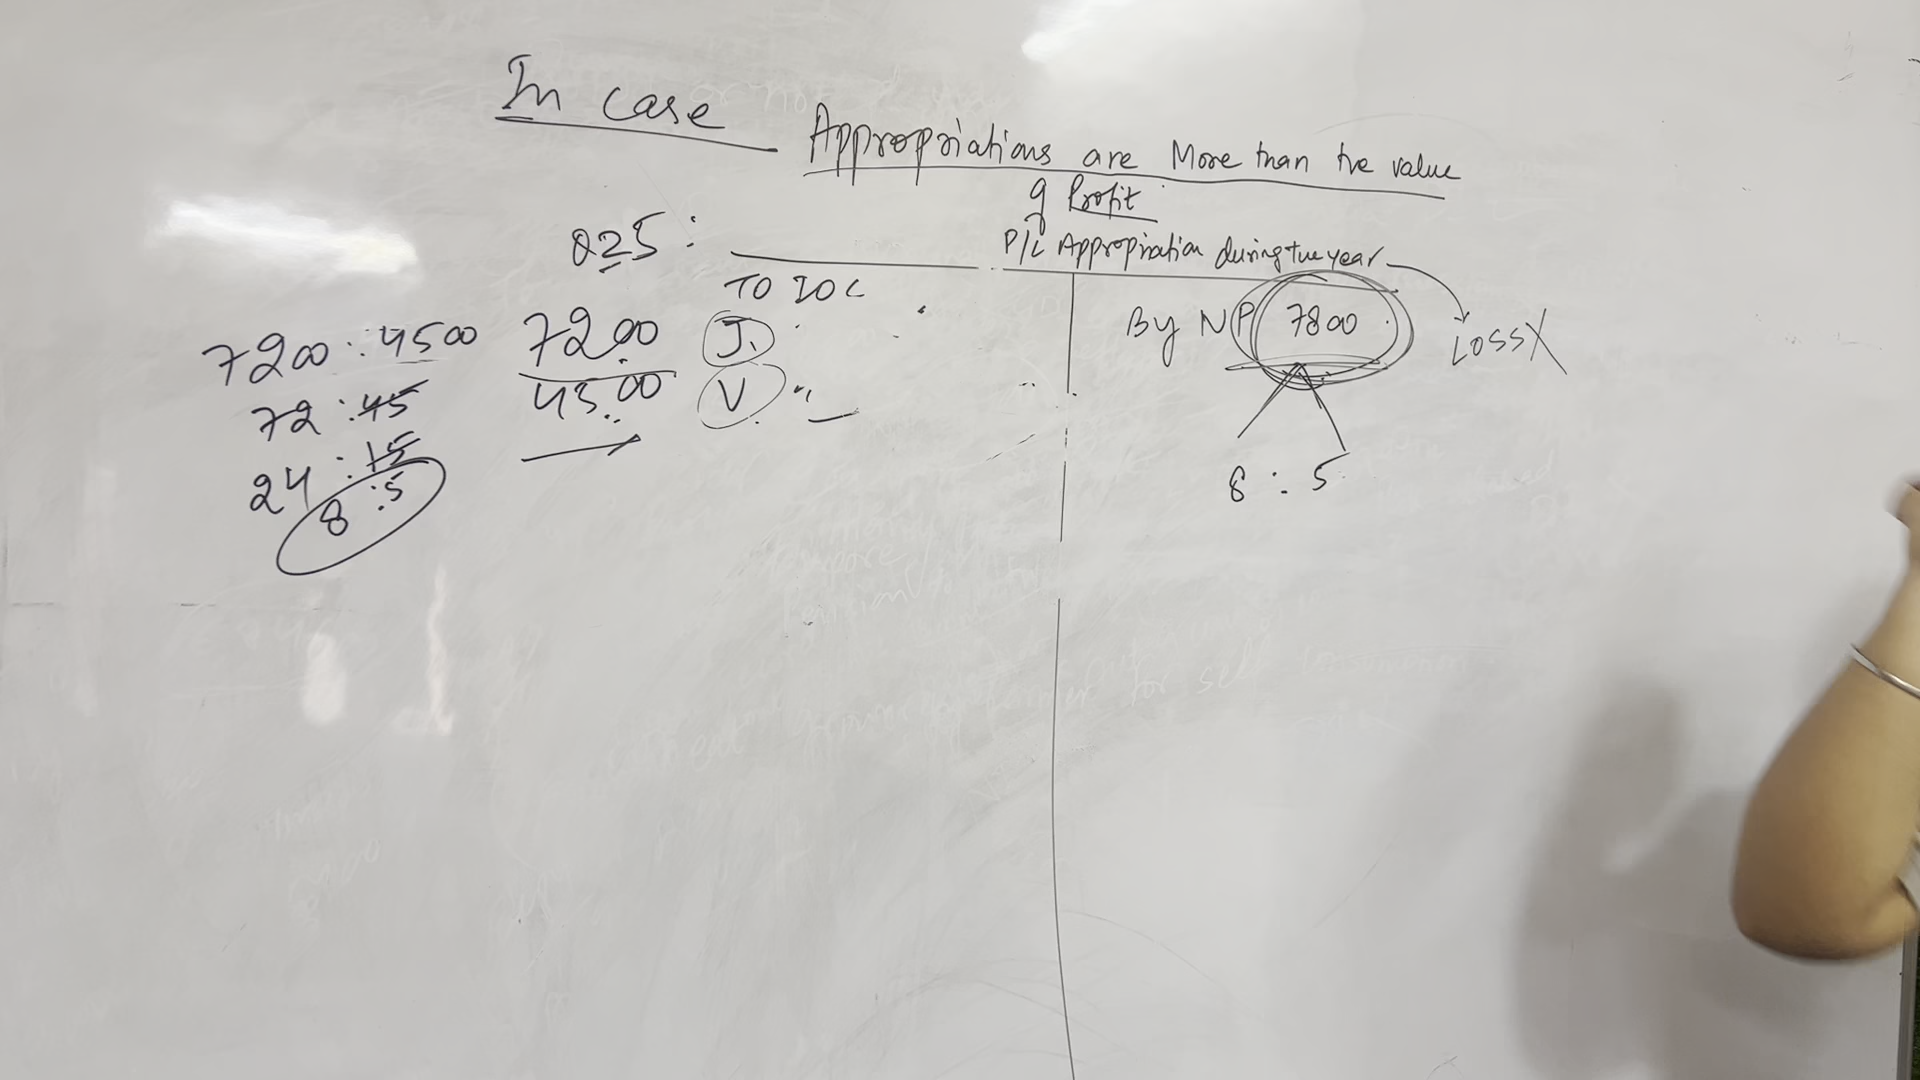 In case
Appropriations are More than the value
of Profit
Q25:
P/L Appropriation during the year
To IOC
By NP 7800
Loss X
7200 : 4500
7200 J.
72 : 45
4500 V "
24 : 15
8 : 5
8 : 5